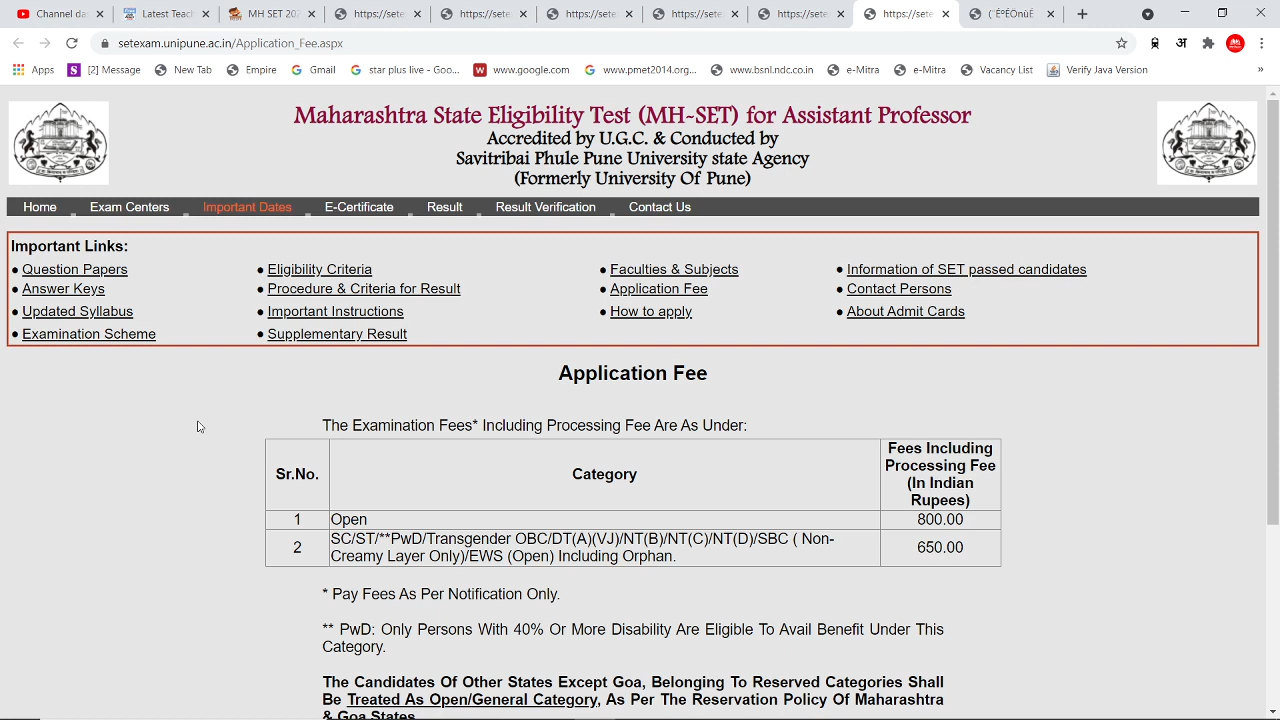 Channel da
Latest Teach
MH SET 202
https://sete
https://sete
https://sete
https://sete
https://sete
https://sete
setexam.unipune.ac.in/Application_Fee.aspx
अ
Apps
[2] Message
New Tab
Empire
Gmail
star plus live - Goo...
www.google.com
www.pmet2014.org...
www.bsnl.ndc.co.in
e-Mitra
e-Mitra
Vacancy List
Verify Java Version
»
Maharashtra State Eligibility Test (MH-SET) for Assistant Professor
Accredited by U.G.C. & Conducted by
Savitribai Phule Pune University state Agency
(Formerly University Of Pune)
Home Exam Centers Important Dates E-Certificate Result Result Verification Contact Us
Important Links:
● Question Papers ● Eligibility Criteria ● Faculties & Subjects ● Information of SET passed candidates
● Answer Keys ● Procedure & Criteria for Result ● Application Fee ● Contact Persons
● Updated Syllabus ● Important Instructions ● How to apply ● About Admit Cards
● Examination Scheme ● Supplementary Result
Application Fee
The Examination Fees* Including Processing Fee Are As Under:
Sr.No.
Category
Fees Including
Processing Fee
(In Indian
Rupees)
1 Open 800.00
2
SC/ST/**PwD/Transgender OBC/DT(A)(VJ)/NT(B)/NT(C)/NT(D)/SBC ( Non-
Creamy Layer Only)/EWS (Open) Including Orphan.
650.00
* Pay Fees As Per Notification Only.
** PwD: Only Persons With 40% Or More Disability Are Eligible To Avail Benefit Under This
Category.
The Candidates Of Other States Except Goa, Belonging To Reserved Categories Shall
Be Treated As Open/General Category, As Per The Reservation Policy Of Maharashtra
& Goa States.